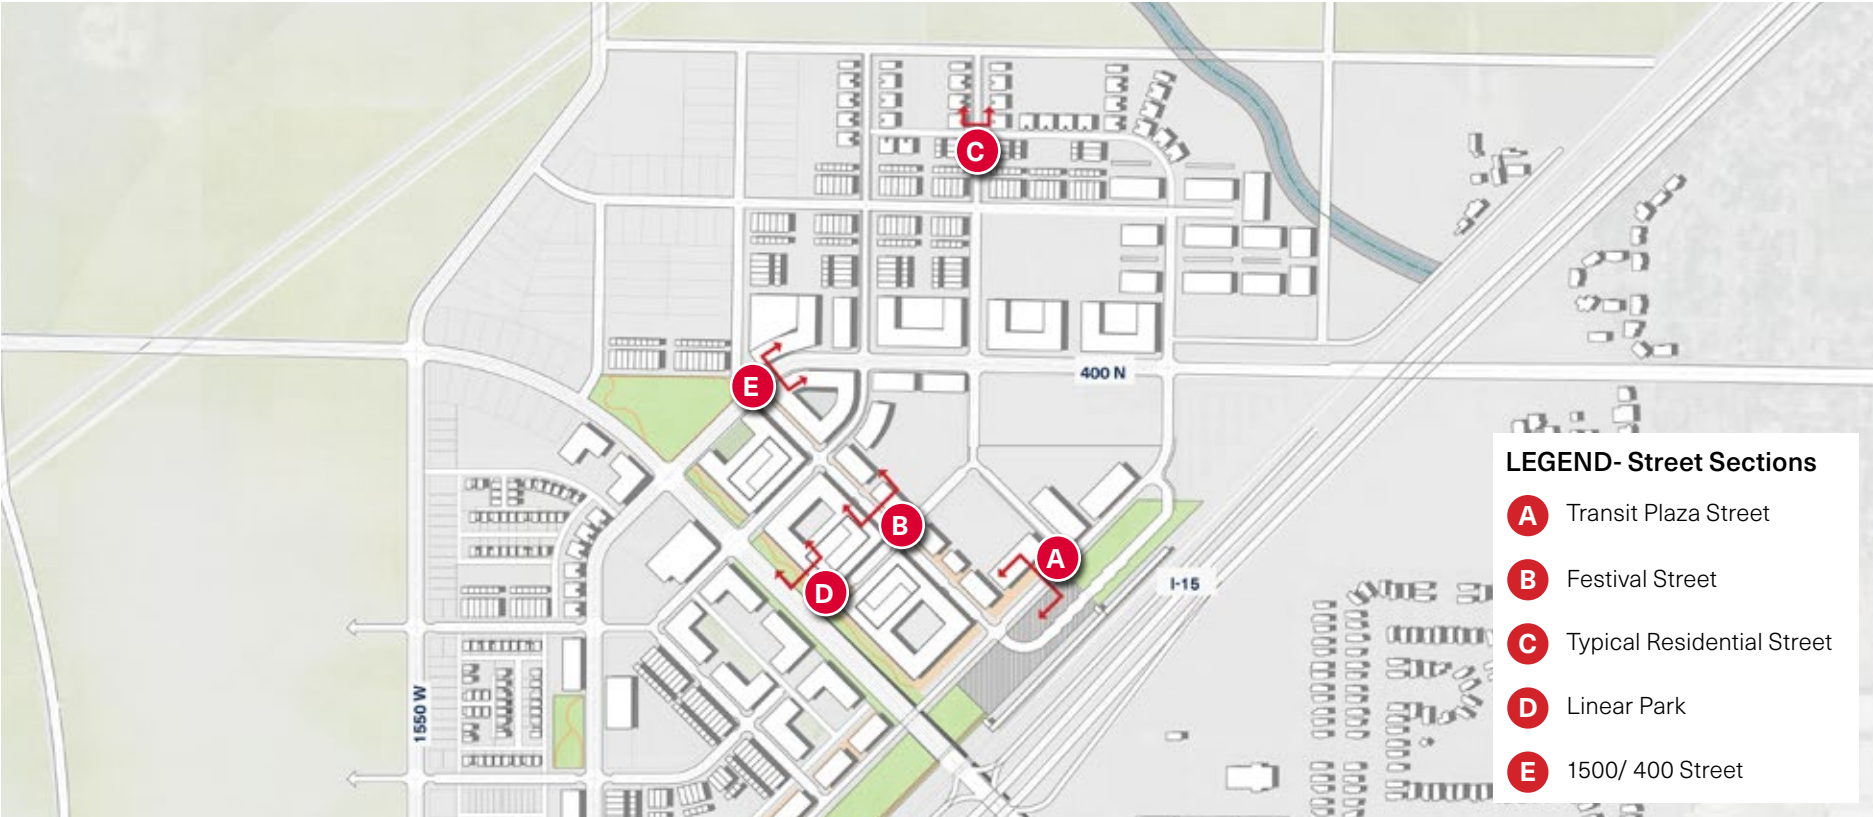 C
E
400 N
B
A
D
I-15
1550 W
LEGEND- Street Sections
A Transit Plaza Street
B Festival Street
C Typical Residential Street
D Linear Park
E 1500/ 400 Street